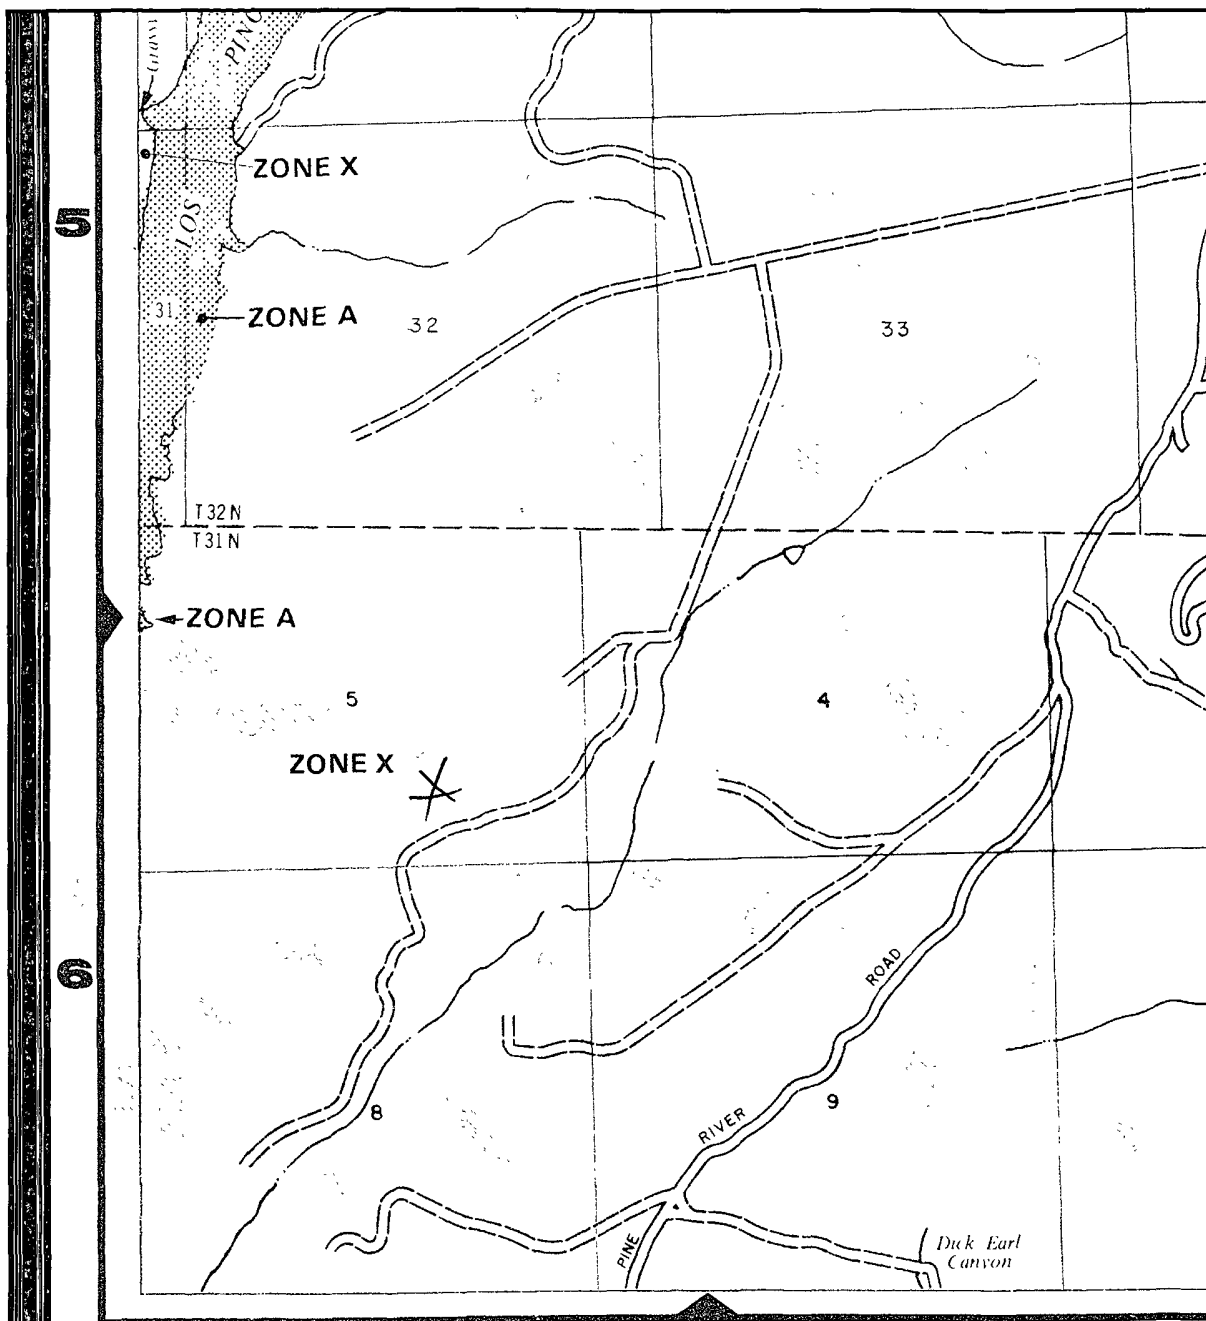 PINO
ZONE X
5
LOS
31
ZONE A
32
33
T32N
T31N
ZONE A
5
4
ZONE X
6
ROAD
8
9
RIVER
PINE
Dick Earl
Canyon